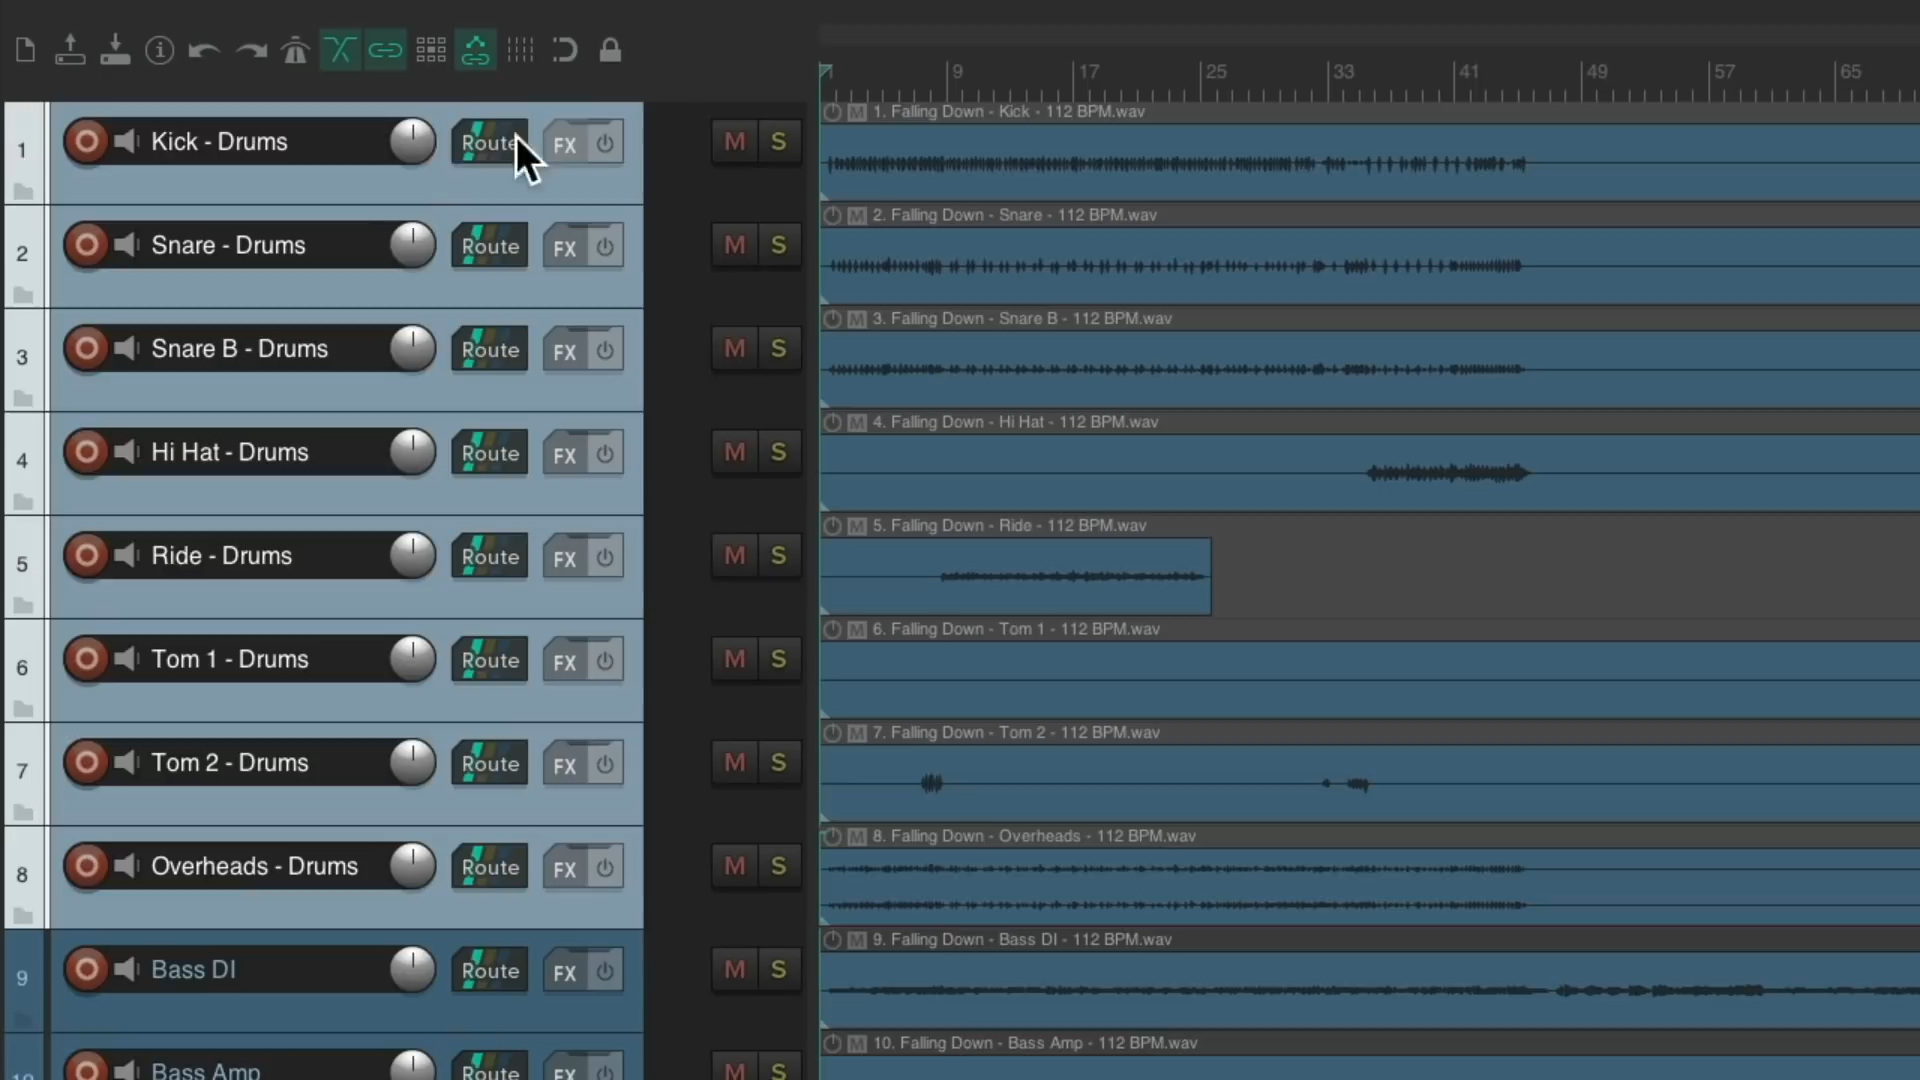 9 17 25 33 41 49 57 65
1 Kick - Drums Route FX M S M 1. Falling Down - Kick - 112 BPM.wav
2 Snare - Drums Route FX M S M 2. Falling Down - Snare - 112 BPM.wav
3 Snare B - Drums Route FX M S M 3. Falling Down - Snare B - 112 BPM.wav
4 Hi Hat - Drums Route FX M S M 4. Falling Down - Hi Hat - 112 BPM.wav
5 Ride - Drums Route FX M S M 5. Falling Down - Ride - 112 BPM.wav
6 Tom 1 - Drums Route FX M S M 6. Falling Down - Tom 1 - 112 BPM.wav
7 Tom 2 - Drums Route FX M S M 7. Falling Down - Tom 2 - 112 BPM.wav
8 Overheads - Drums Route FX M S M 8. Falling Down - Overheads - 112 BPM.wav
9 Bass DI Route FX M S M 9. Falling Down - Bass DI - 112 BPM.wav
10 Bass Amp Route FX M S M 10. Falling Down - Bass Amp - 112 BPM.wav